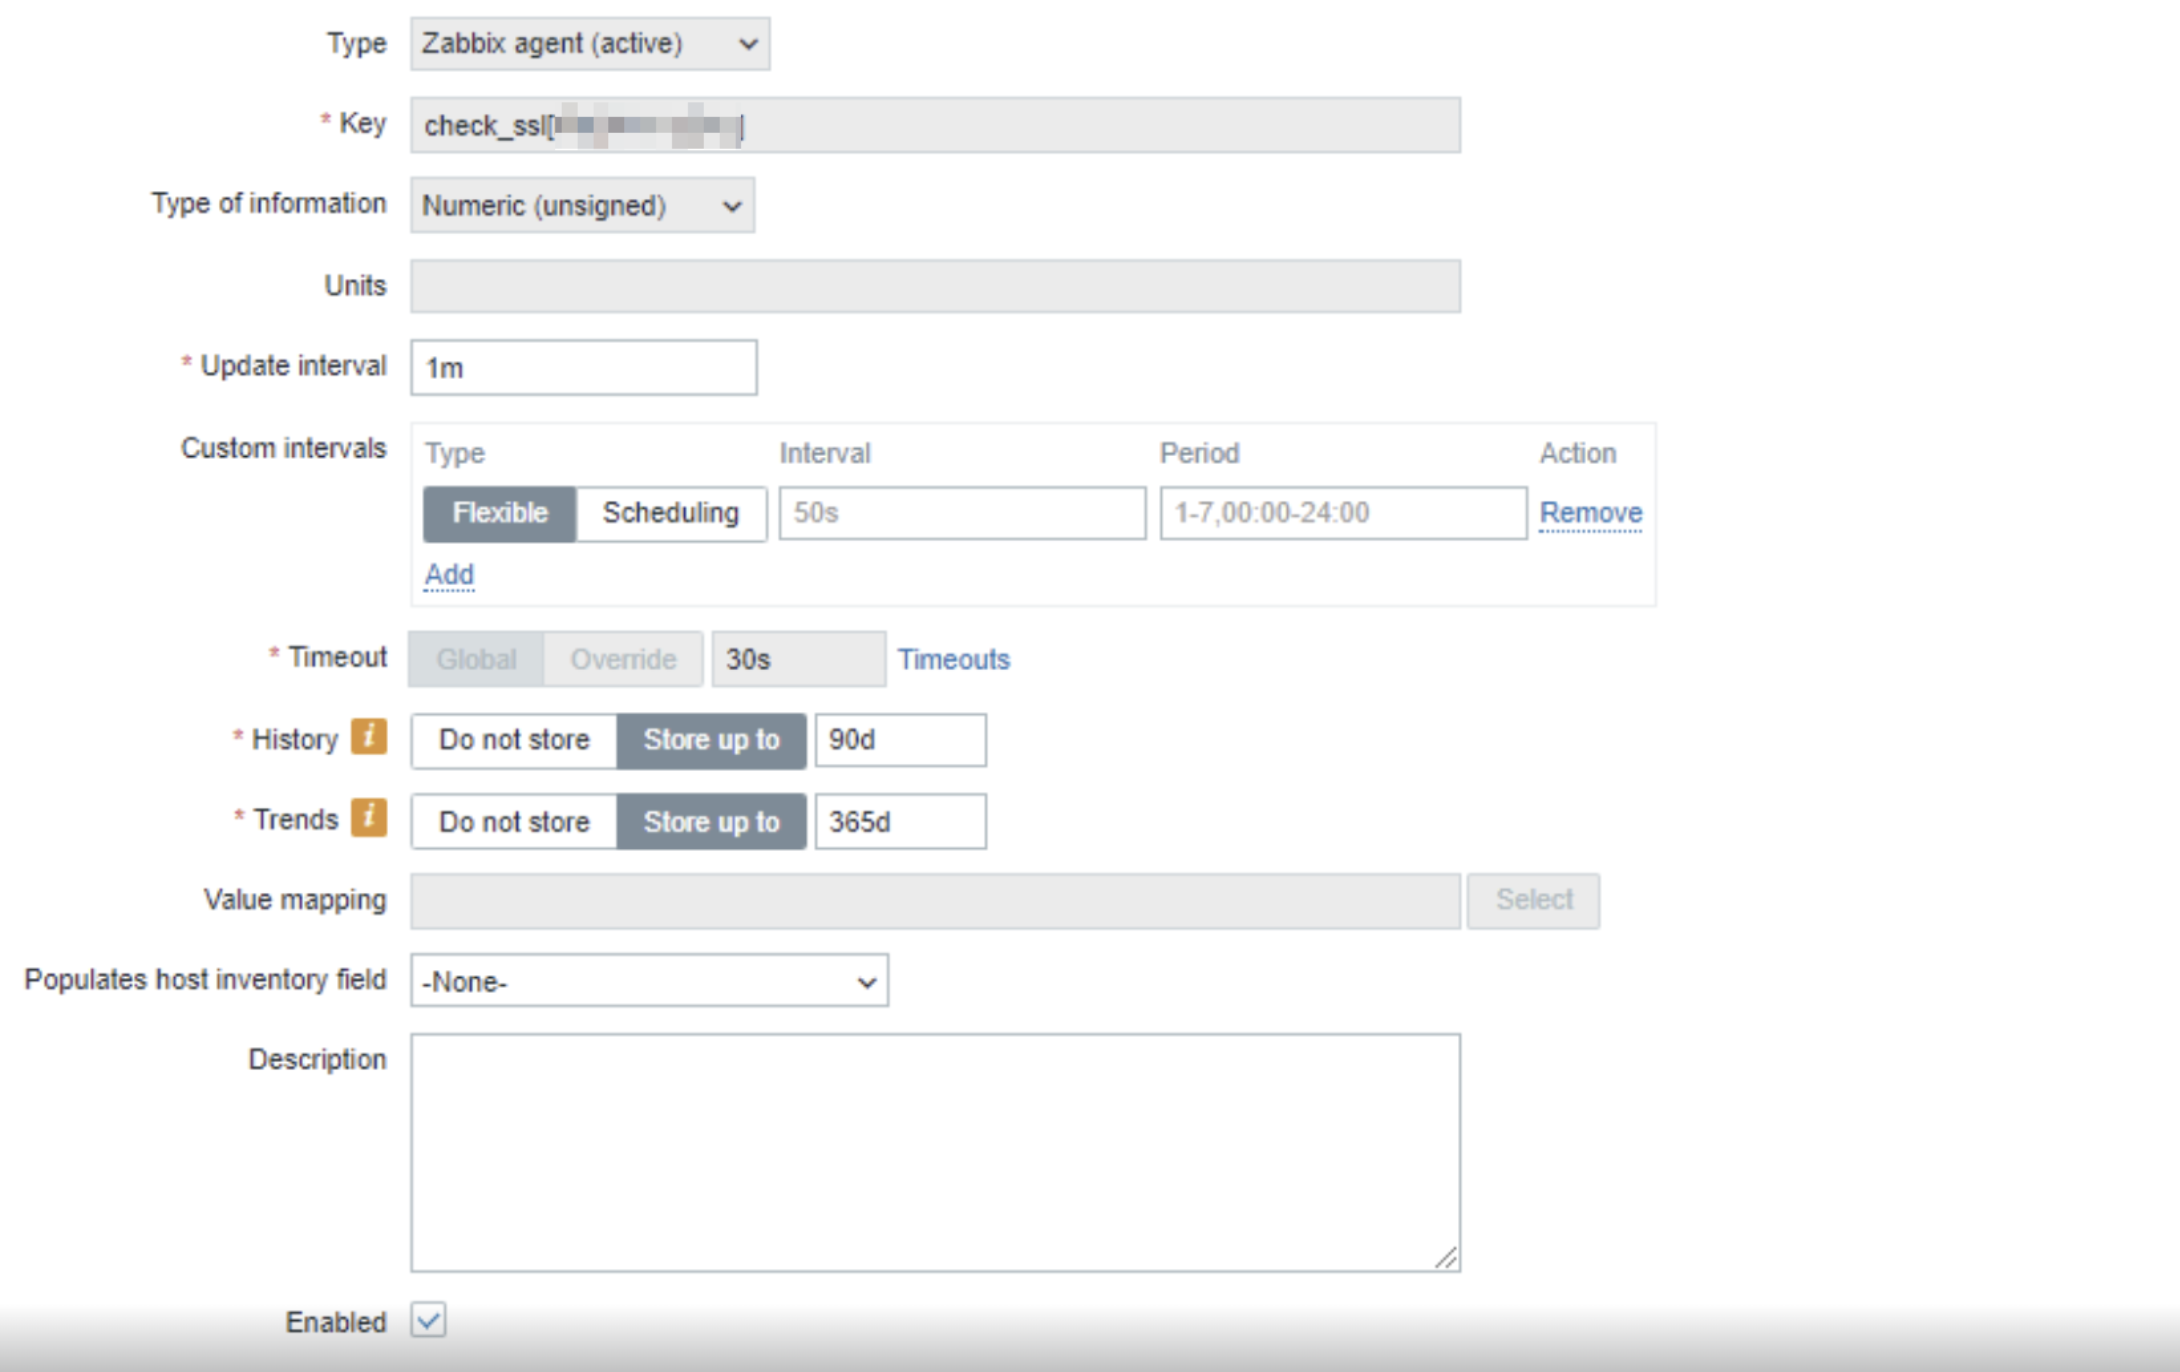 Type Zabbix agent (active)
* Key check_ssl[ ]
Type of information Numeric (unsigned)
Units
* Update interval 1m
Custom intervals Type Interval Period Action
Flexible Scheduling 50s 1-7,00:00-24:00 Remove
Add
* Timeout Global Override 30s Timeouts
* History i Do not store Store up to 90d
* Trends i Do not store Store up to 365d
Value mapping Select
Populates host inventory field -None-
Description
Enabled